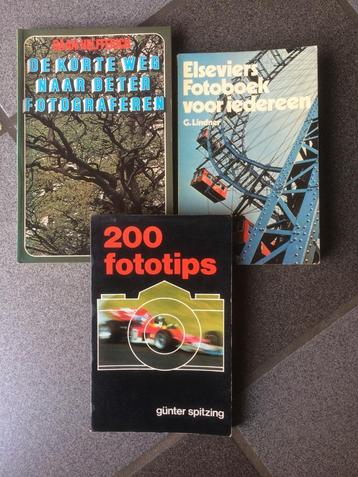 DE KORTE WEG
NAAR BETER
FOTOGRAFEREN
Elseviers
Fotoboek
voor iedereen
G. Lindner
200
fototips
günter spitzing